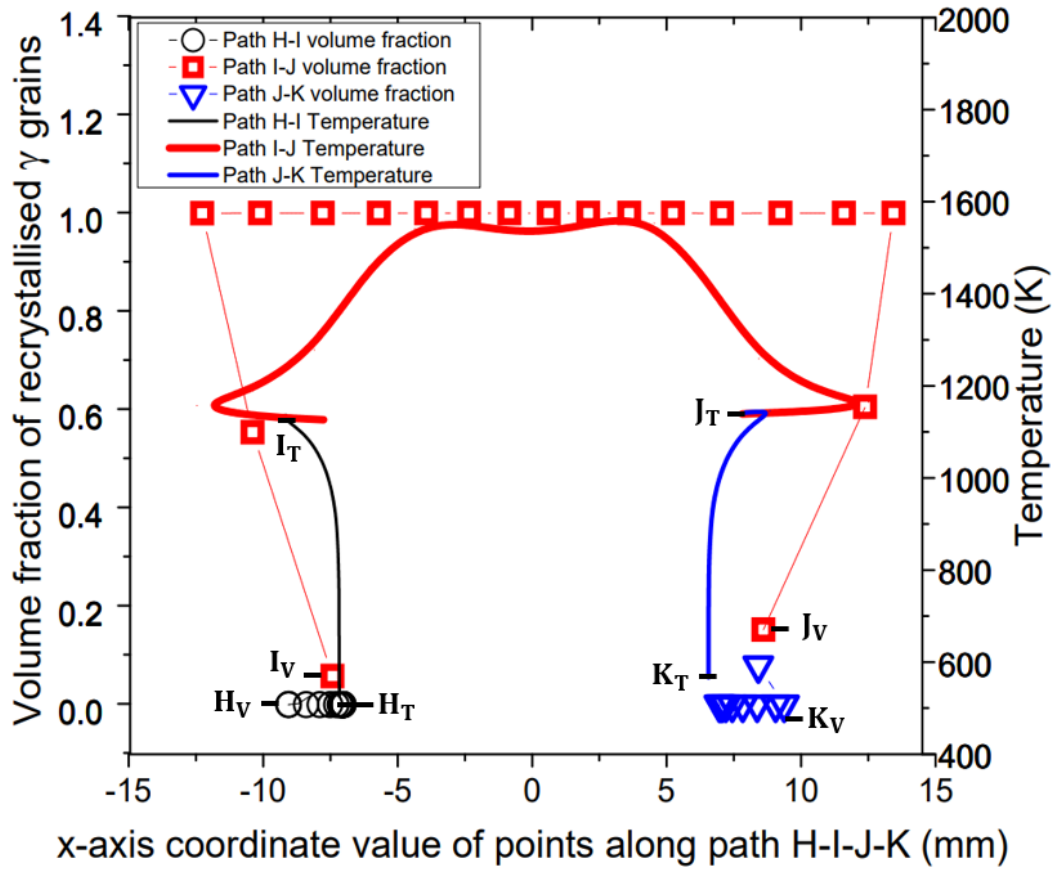 Volume fraction of recrystallised γ grains
1.4
1.2
1.0
0.8
0.6
0.4
0.2
0.0
Path H-I volume fraction
Path I-J volume fraction
Path J-K volume fraction
Path H-I Temperature
Path I-J Temperature
Path J-K Temperature
I_T
J_T
I_V
J_V
H_V
H_T
K_T
K_V
2000
1800
1600
1400
1200
1000
800
600
400
Temperature (K)
-15 -10 -5 0 5 10 15
x-axis coordinate value of points along path H-I-J-K (mm)